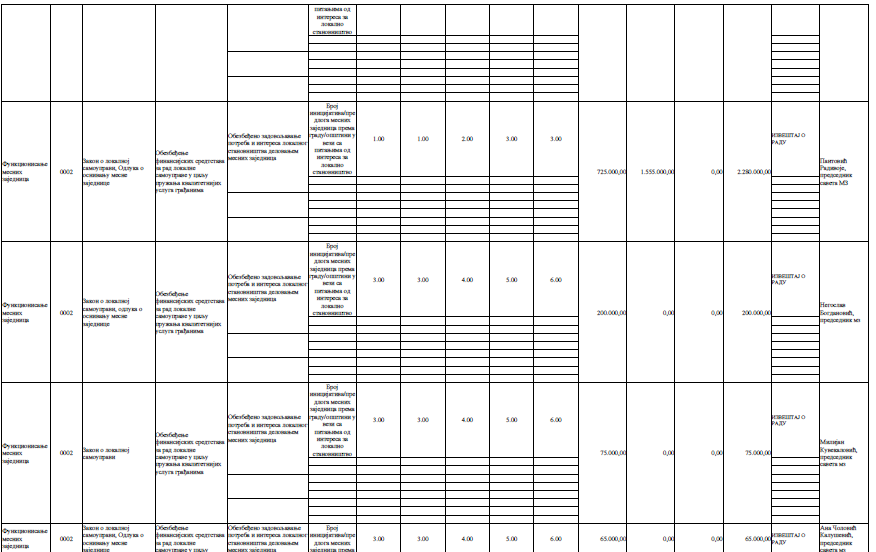 питањима од
интереса за
локално
становништво
Функционисање
месних
заједница
0002
Закон о локалној
самоуправи, Одлука о
оснивању месне
заједнице
Обезбеђење
финансијских средстава
за рад локалне
самоуправе у циљу
пружања квалитетнијих
услуга грађанима
Обезбеђено задовољавање
потреба и интереса локалног
становништва деловањем
месних заједница
Број
иницијатива/пре
длога месних
заједница према
граду/општини у
вези са
питањима од
интереса за
локално
становништво
1.00
1.00
2.00
3.00
3.00
725.000,00
1.555.000,00
0,00
2.280.000,00
ИЗВЕШТАЈ О
РАДУ
Пантовић
Радивоје,
председник
савета МЗ
Функционисање
месних
заједница
0002
Закон о локалној
самоуправи, одлука о
оснивању месне
заједнице
Обезбеђење
финансијских средстава
за рад локалне
самоуправе у циљу
пружања квалитетнијих
услуга грађанима
Обезбеђено задовољавање
потреба и интереса локалног
становништва деловањем
месних заједница
Број
иницијатива/пре
длога месних
заједница према
граду/општини у
вези са
питањима од
интереса за
локално
становништво
3.00
3.00
4.00
5.00
6.00
200.000,00
0,00
0,00
200.000,00
ИЗВЕШТАЈ О
РАДУ
Негослав
Богдановић,
председник мз
Функционисање
месних
заједница
0002
Закон о локалној
самоуправи
Обезбеђење
финансијских средстава
за рад локалне
самоуправе у циљу
пружања квалитетнијих
услуга грађанима
Обезбеђено задовољавање
потреба и интереса локалног
становништва деловањем
месних заједница
Број
иницијатива/пре
длога месних
заједница према
граду/општини у
вези са
питањима од
интереса за
локално
становништво
3.00
3.00
4.00
5.00
6.00
75.000,00
0,00
0,00
75.000,00
ИЗВЕШТАЈ О
РАДУ
Милијан
председник
савета мз
Функционисање
месних
заједница
0002
Закон о локалној
самоуправи, Одлука о
оснивању месне
заједнице
Обезбеђење
финансијских средстава
за рад локалне
самоуправе у циљу
Обезбеђено задовољавање
потреба и интереса локалног
становништва деловањем
месних заједница
Број
иницијатива/пре
длога месних
заједница према
3.00
3.00
4.00
5.00
6.00
65.000,00
0,00
0,00
65.000,00
ИЗВЕШТАЈ О
РАДУ
Ана Чоловић
Калушевић,
председник
савета мз